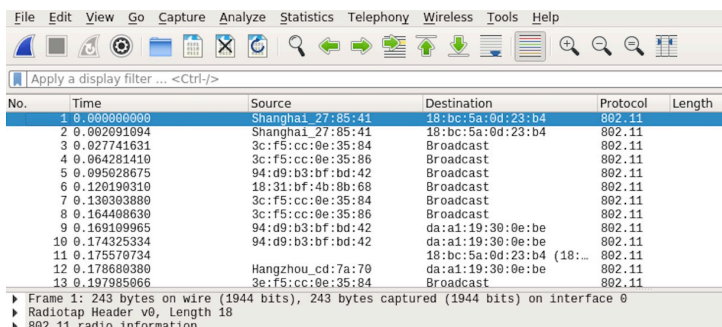 File Edit View Go Capture Analyze Statistics Telephony Wireless Tools Help
Apply a display filter ... <Ctrl-/>
No. Time Source Destination Protocol Length
1 0.000000000 Shanghai_27:85:41 18:bc:5a:0d:23:b4 802.11
2 0.002091094 Shanghai_27:85:41 18:bc:5a:0d:23:b4 802.11
3 0.027741631 3c:f5:cc:0e:35:84 Broadcast 802.11
4 0.064281410 3c:f5:cc:0e:35:86 Broadcast 802.11
5 0.095028675 94:d9:b3:bf:bd:42 Broadcast 802.11
6 0.120190310 18:31:bf:4b:8b:68 Broadcast 802.11
7 0.130303880 3c:f5:cc:0e:35:84 Broadcast 802.11
8 0.164408630 3c:f5:cc:0e:35:86 Broadcast 802.11
9 0.169109965 94:d9:b3:bf:bd:42 da:a1:19:30:0e:be 802.11
10 0.174325334 94:d9:b3:bf:bd:42 da:a1:19:30:0e:be 802.11
11 0.175570734 18:bc:5a:0d:23:b4 (18:… 802.11
12 0.178680380 Hangzhou_cd:7a:70 da:a1:19:30:0e:be 802.11
13 0.197985066 3e:f5:cc:0e:35:84 Broadcast 802.11
Frame 1: 243 bytes on wire (1944 bits), 243 bytes captured (1944 bits) on interface 0
Radiotap Header v0, Length 18
802.11 radio information